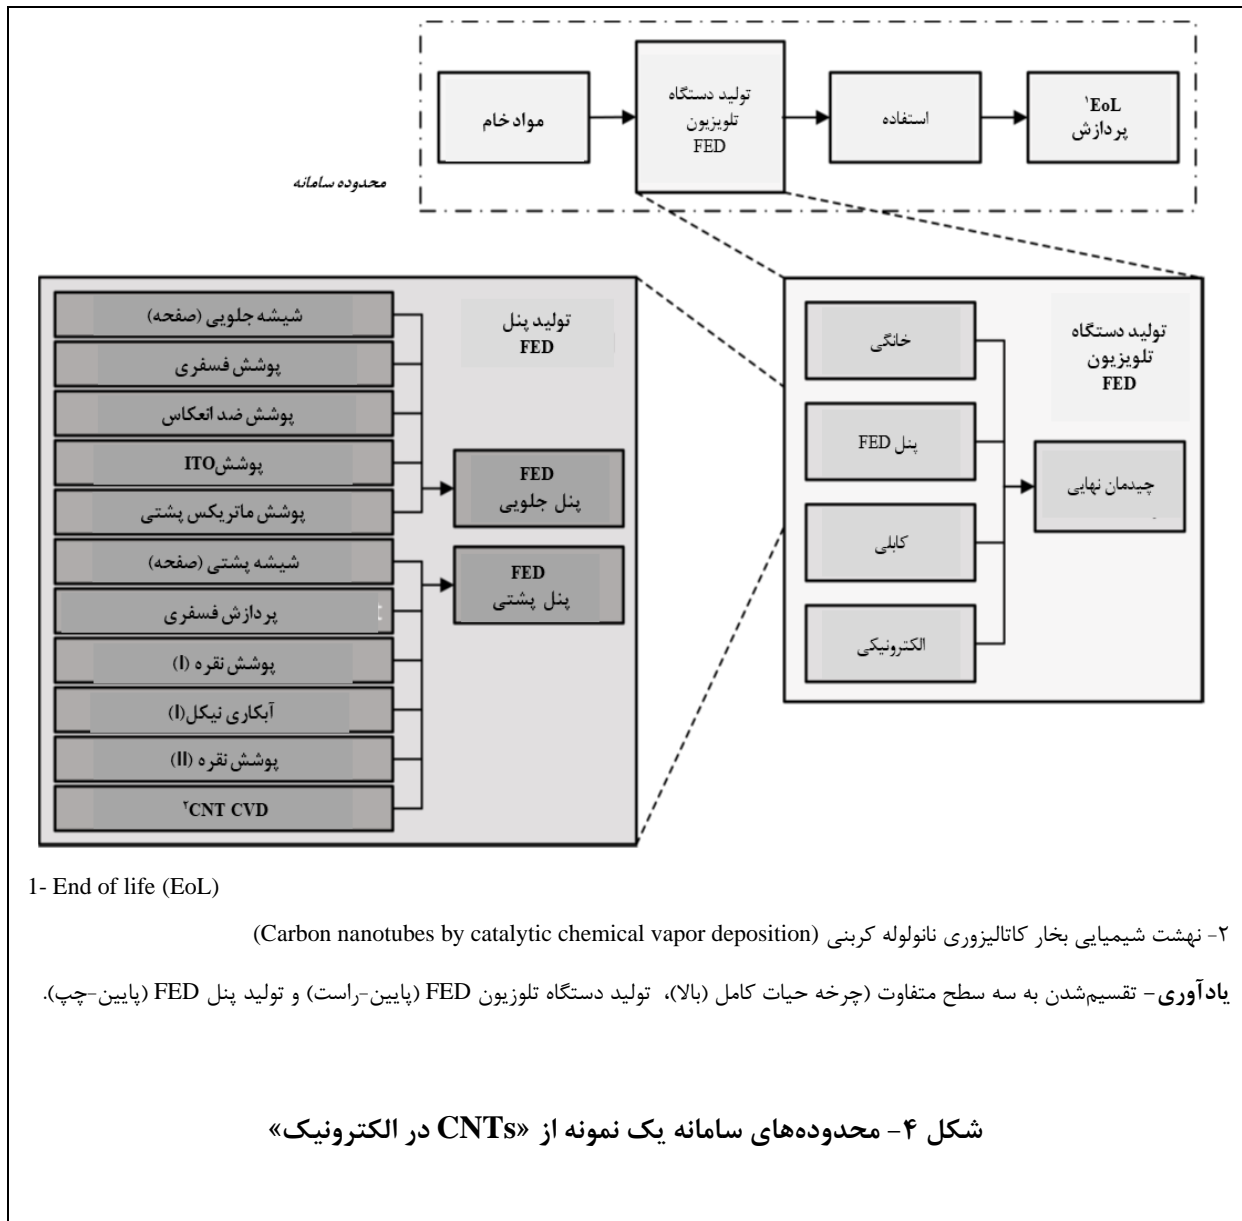 مواد خام
تولید دستگاه
تلویزیون
FED
استفاده
EoL¹
پردازش
محدوده سامانه
تولید دستگاه
تلویزیون
FED
خانگی
پنل FED
کابلی
الکترونیکی
چیدمان نهایی
تولید پنل
FED
شیشه جلویی (صفحه)
پوشش فسفری
پوشش ضد انعکاس
پوششITO
پوشش ماتریکس پشتی
شیشه پشتی (صفحه)
پردازش فسفری
پوشش نقره (I)
آبکاری نیکل(I)
پوشش نقره (II)
CNT CVD²
FED
پنل جلویی
FED
پنل پشتی
1- End of life (EoL)
۲- نهشت شیمیایی بخار کاتالیزوری نانولوله کربنی (Carbon nanotubes by catalytic chemical vapor deposition)
یادآوری- تقسیم‌شدن به سه سطح متفاوت (چرخه حیات کامل (بالا)، تولید دستگاه تلوزیون FED (پایین-راست) و تولید پنل FED (پایین-چپ).
شکل ۴- محدوده‌های سامانه یک نمونه از «CNTs در الکترونیک»